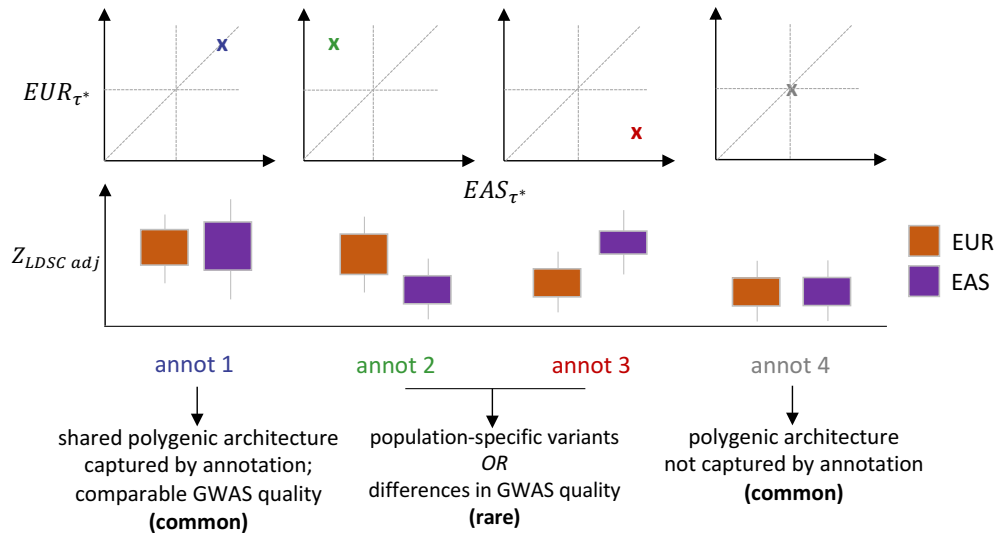 x
x
x
x
EUR_τ*
EAS_τ*
Z_LDSC adj
EUR
EAS
annot 1
annot 2
annot 3
annot 4
shared polygenic architecture
captured by annotation;
comparable GWAS quality
(common)
population-specific variants
OR
differences in GWAS quality
(rare)
polygenic architecture
not captured by annotation
(common)